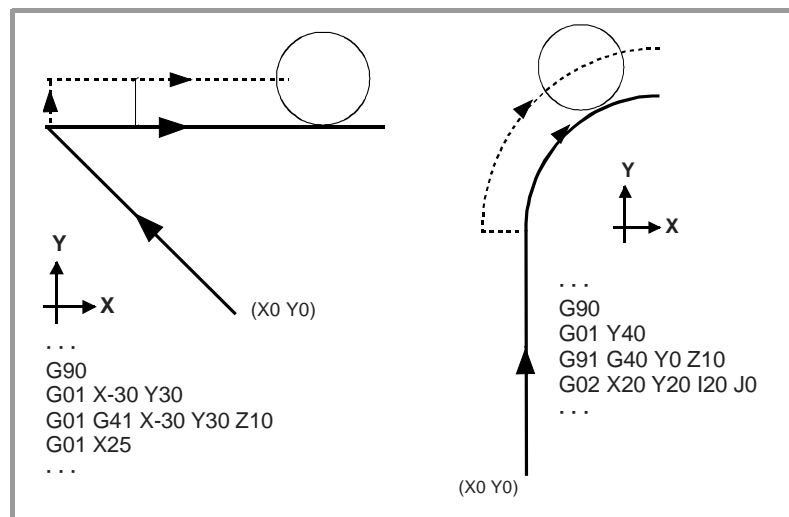 Y
X
(X0 Y0)
. . .
G90
G01 X-30 Y30
G01 G41 X-30 Y30 Z10
G01 X25
. . .
Y
X
. . .
G90
G01 Y40
G91 G40 Y0 Z10
G02 X20 Y20 I20 J0
. . .
(X0 Y0)